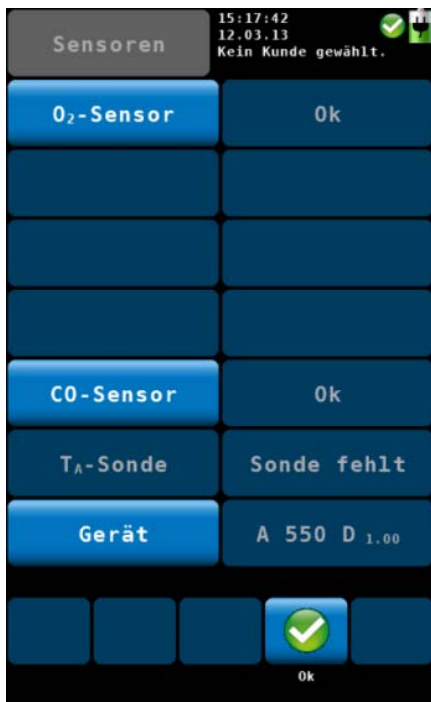 Sensoren
15:17:42
12.03.13
Kein Kunde gewählt.
O₂-Sensor Ok
CO-Sensor Ok
Tᴀ-Sonde Sonde fehlt
Gerät A 550 D 1.00
Ok